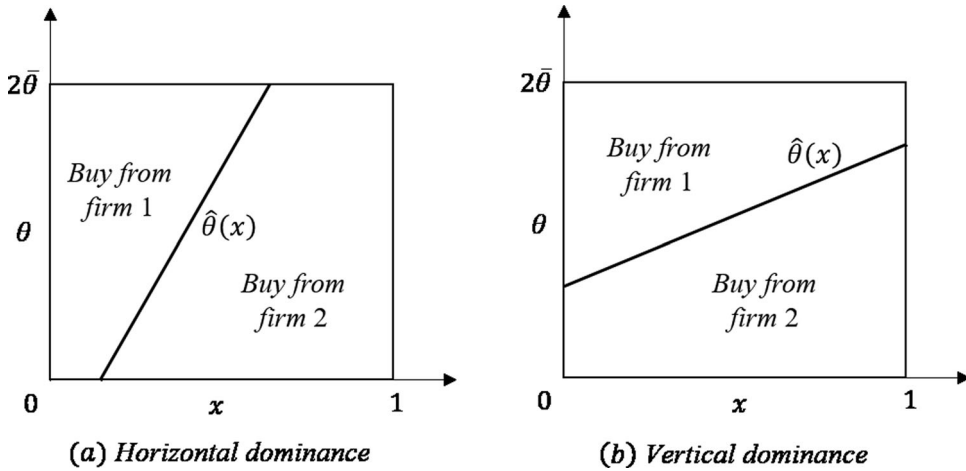 2θ̄
Buy from
firm 1
θ
θ̂(x)
Buy from
firm 2
0
x
1
(a) Horizontal dominance
2θ̄
Buy from
firm 1
θ̂(x)
θ
Buy from
firm 2
0
x
1
(b) Vertical dominance